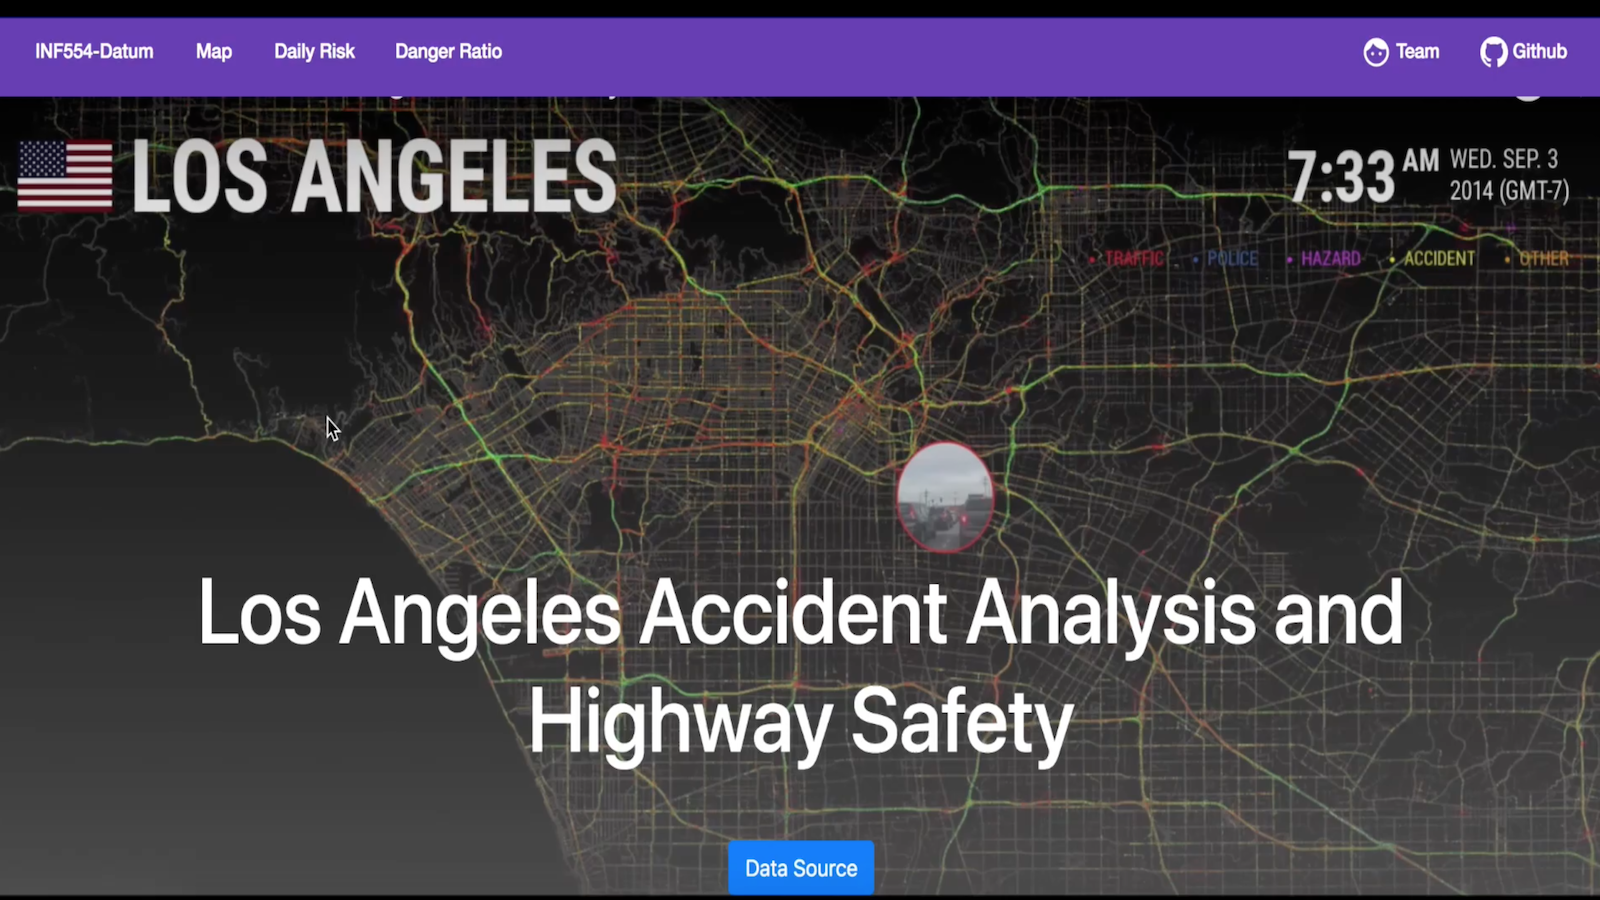 INF554-Datum Map Daily Risk Danger Ratio Team Github
LOS ANGELES
7:33 AM WED. SEP. 3
2014 (GMT-7)
TRAFFIC POLICE HAZARD ACCIDENT OTHER
Los Angeles Accident Analysis and
Highway Safety
Data Source